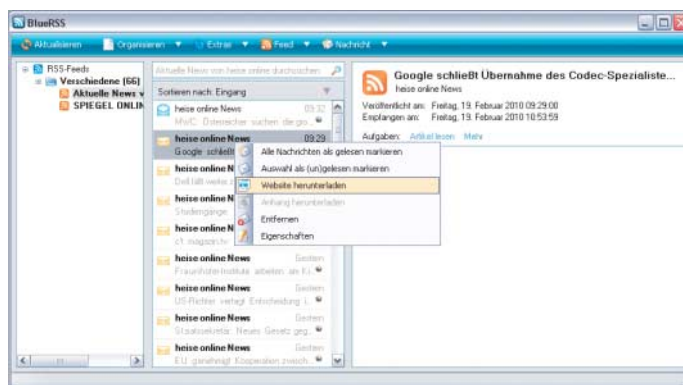 BlueRSS
Aktualisieren Organisieren Extras Feed Nachricht
RSS-Feeds
Verschiedene (66)
Aktuelle News v
SPIEGEL ONLIN
Aktuelle News von heise online durchsuchen
Sortieren nach: Eingang
heise online News 09:32
MWC: Österreicher suchen die gro...
heise online News 09:29
Google schließt
heise online N
Dell fällt weiter z
heise online N
Studiengänge
heise online N
c't magazin.tv
heise online News Gestern
Fraunhofer-Institute arbeiten an E-
heise online News Gestern
US-Richter vertagt Entscheidung i...
heise online News Gestern
Staatssekretär: Neues Gesetz geg...
heise online News Gestern
EU genehmigt Kooperation zwisch...
Alle Nachrichten als gelesen markieren
Auswahl als (un)gelesen markieren
Website herunterladen
Anhang herunterladen
Entfernen
Eigenschaften
Google schließt Übernahme des Codec-Spezialiste...
heise online News
Veröffentlicht am: Freitag, 19. Februar 2010 09:29:00
Empfangen am: Freitag, 19. Februar 2010 10:53:59
Aufgaben: Artikel lesen Mehr